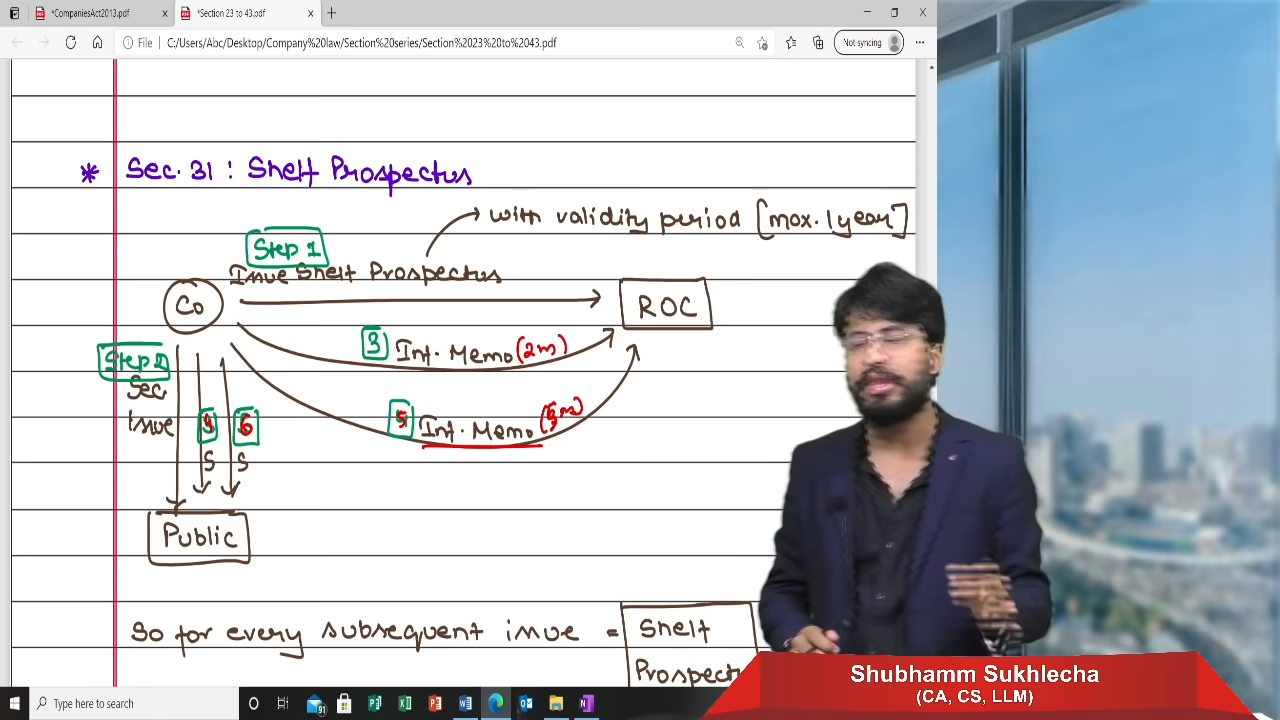 *CompaniesAct2013.pdf
*Section 23 to 43.pdf
File
C:/Users/Abc/Desktop/Company%20law/Section%20series/Section%2023%20to%2043.pdf
Not syncing
* Sec. 31 : Shelf Prospectus
with validity period [max. 1 year]
Step 1
Issue Shelf Prospectus
Co
ROC
3 Int. Memo (2m)
Step 2
Sec.
issue
4 6
5 Int. Memo (5m)
S S
Public
So for every subsequent issue = Shelf
Prospectu
Shubhamm Sukhlecha
(CA, CS, LLM)
Type here to search
91